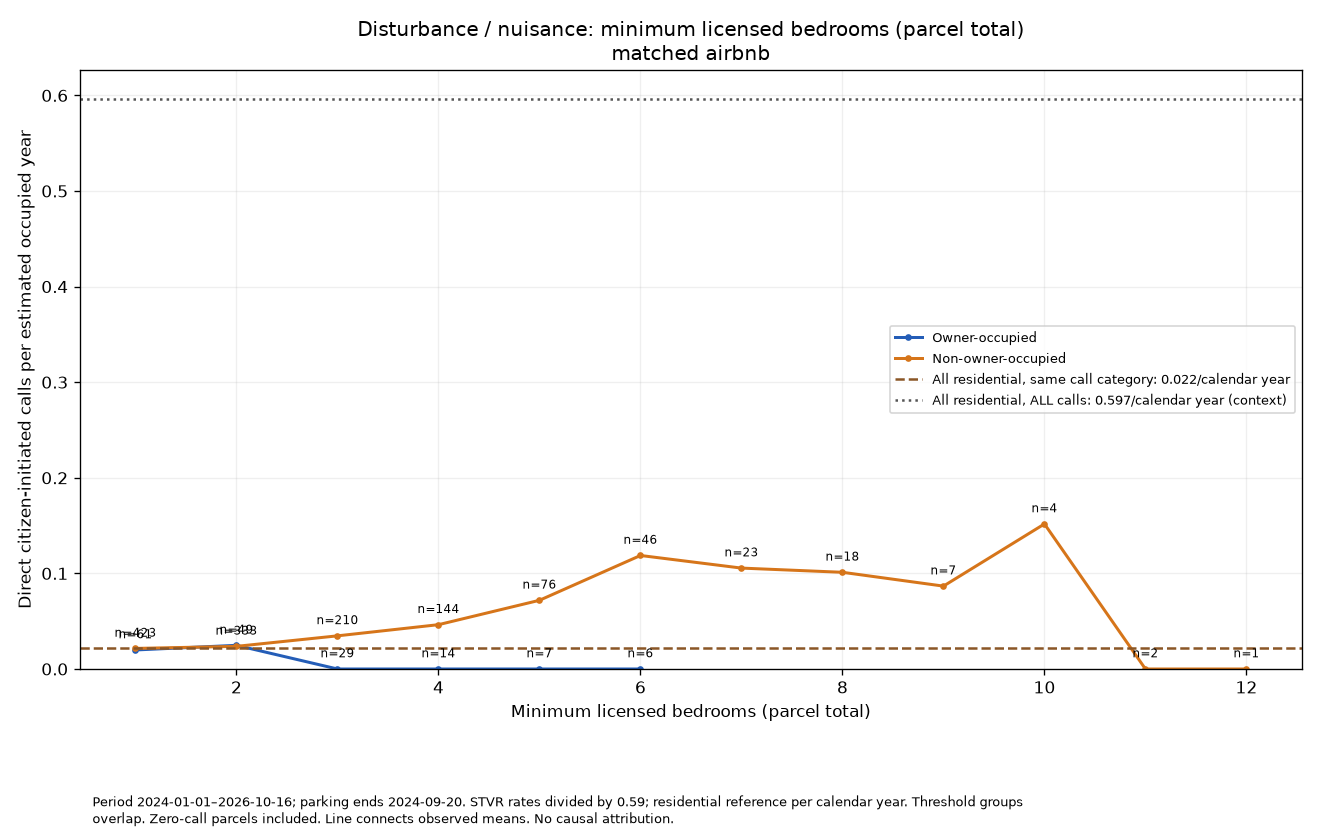 Disturbance / nuisance: minimum licensed bedrooms (parcel total)
matched airbnb
Direct citizen-initiated calls per estimated occupied year
0.6
0.5
0.4
0.3
0.2
0.1
0.0
Owner-occupied
Non-owner-occupied
All residential, same call category: 0.022/calendar year
All residential, ALL calls: 0.597/calendar year (context)
n=423
n=61
n=210
n=144
n=76
n=46
n=23
n=18
n=7
n=4
n=2
n=1
n=29
n=14
n=7
n=6
2
4
6
8
10
12
Minimum licensed bedrooms (parcel total)
Period 2024-01-01–2026-10-16; parking ends 2024-09-20. STVR rates divided by 0.59; residential reference per calendar year. Threshold groups
overlap. Zero-call parcels included. Line connects observed means. No causal attribution.